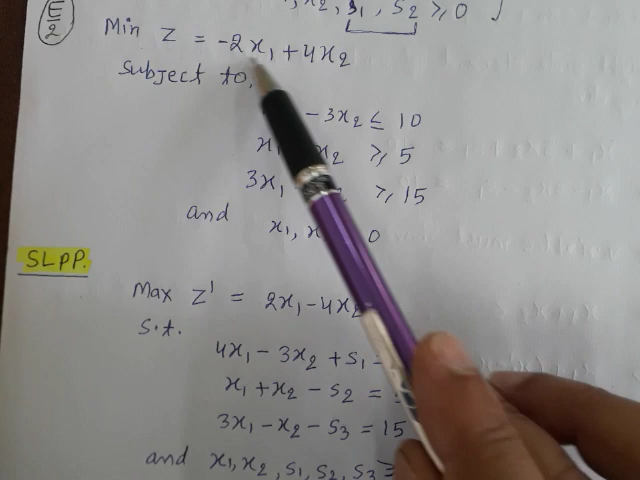 x2, s1, s2 ≥ 0 }
E/2
Min z = -2x1 + 4x2
Subject to,
- 3x2 ≤ 10
x1 x2 ≥ 5
3x1 ≥ 15
and x1, x 0
SLPP.
Max z' = 2x1 - 4x2
S.t.
4x1 - 3x2 + s1
x1 + x2 - s2 =
3x1 - x2 - s3 = 15
and x1, x2, s1, s2, s3 ≥